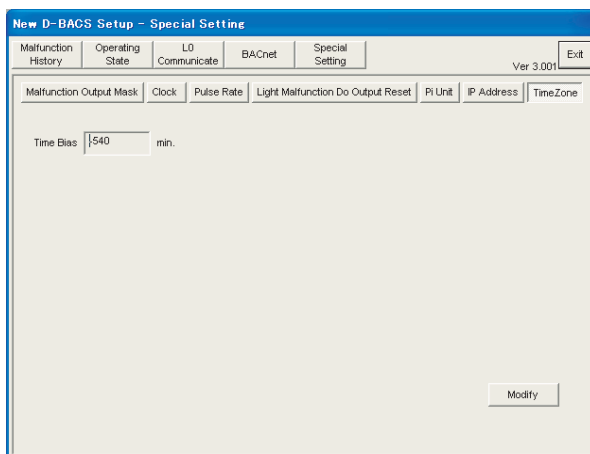 New D-BACS Setup - Special Setting
Malfunction History
Operating State
L0 Communicate
BACnet
Special Setting
Ver 3.001
Exit
Malfunction Output Mask
Clock
Pulse Rate
Light Malfunction Do Output Reset
Pi Unit
IP Address
TimeZone
Time Bias -540 min.
Modify